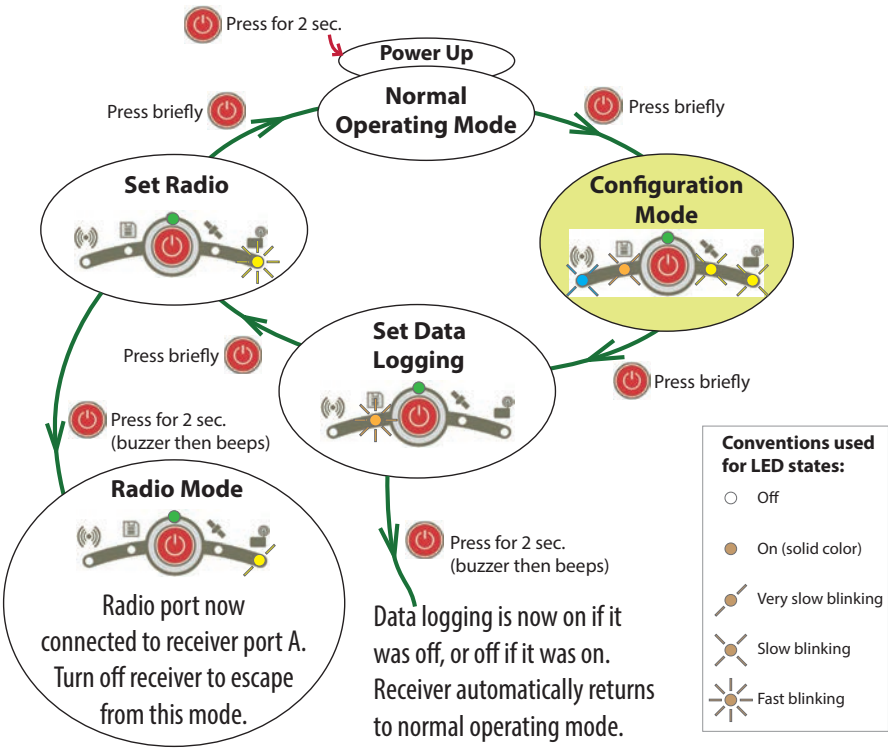 Press for 2 sec.
Power Up
Normal
Operating Mode
Press briefly
Press briefly
Set Radio
Configuration
Mode
Set Data
Logging
Press briefly
Press briefly
Press for 2 sec.
(buzzer then beeps)
Radio Mode
Radio port now
connected to receiver port A.
Turn off receiver to escape
from this mode.
Press for 2 sec.
(buzzer then beeps)
Data logging is now on if it
was off, or off if it was on.
Receiver automatically returns
to normal operating mode.
Conventions used
for LED states:
Off
On (solid color)
Very slow blinking
Slow blinking
Fast blinking